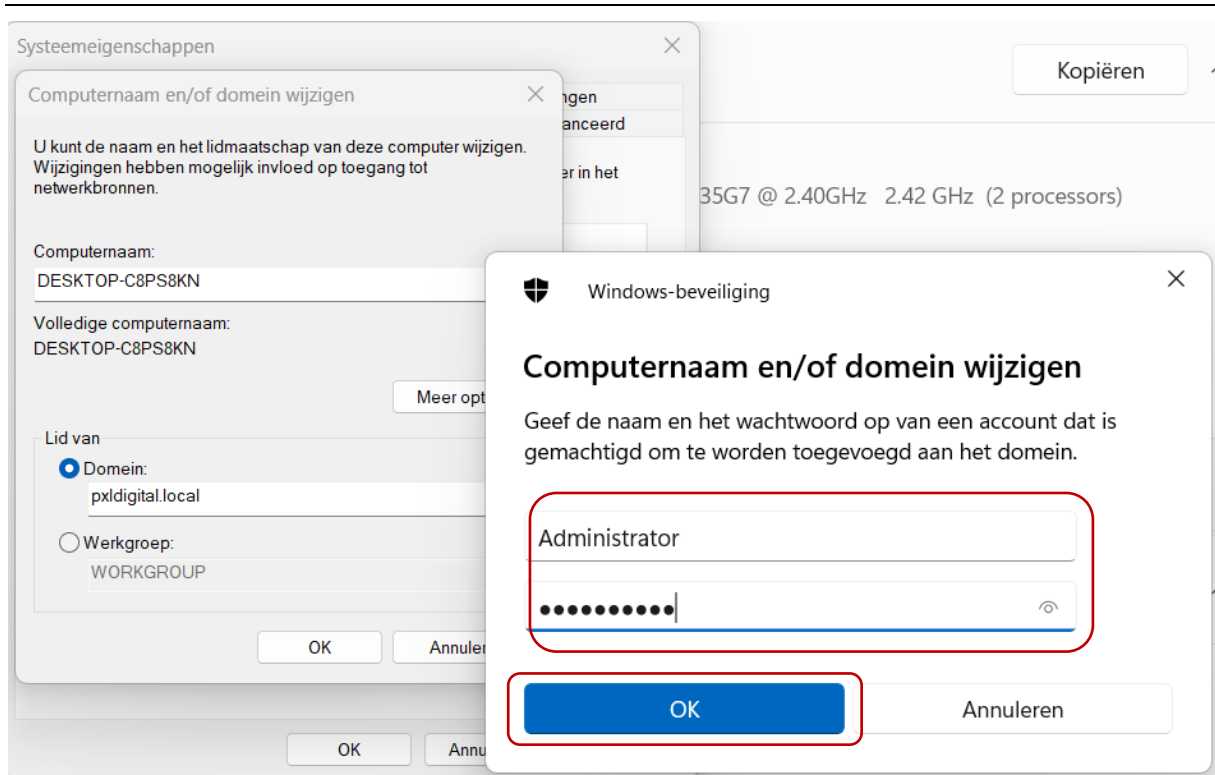 Systeemeigenschappen
Kopiëren
Computernaam en/of domein wijzigen
ngen
anceerd
U kunt de naam en het lidmaatschap van deze computer wijzigen.
Wijzigingen hebben mogelijk invloed op toegang tot
netwerkbronnen.
er in het
35G7 @ 2.40GHz 2.42 GHz (2 processors)
Computernaam:
DESKTOP-C8PS8KN
Volledige computernaam:
DESKTOP-C8PS8KN
Meer opt
Lid van
Domein:
pxldigital.local
Werkgroep:
WORKGROUP
OK
Annuler
OK
Annu
Windows-beveiliging
Computernaam en/of domein wijzigen
Geef de naam en het wachtwoord op van een account dat is
gemachtigd om te worden toegevoegd aan het domein.
Administrator
●●●●●●●●●●
OK
Annuleren